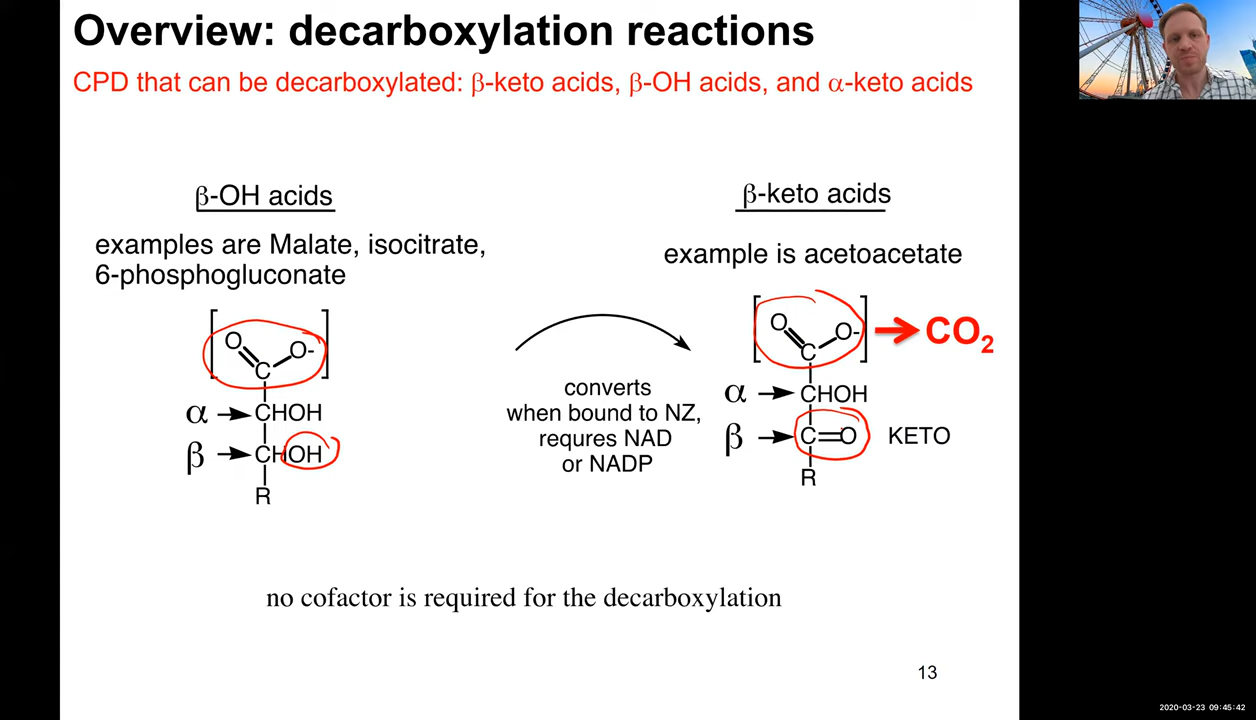 Overview: decarboxylation reactions
CPD that can be decarboxylated: β-keto acids, β-OH acids, and α-keto acids
β-OH acids
examples are Malate, isocitrate,
6-phosphogluconate
O
O-
C
α CHOH
β CHOH
R
converts
when bound to NZ,
requres NAD
or NADP
β-keto acids
example is acetoacetate
O
O-
CO2
C
α CHOH
β C=O KETO
R
no cofactor is required for the decarboxylation
13
2020-03-23 09:45:42